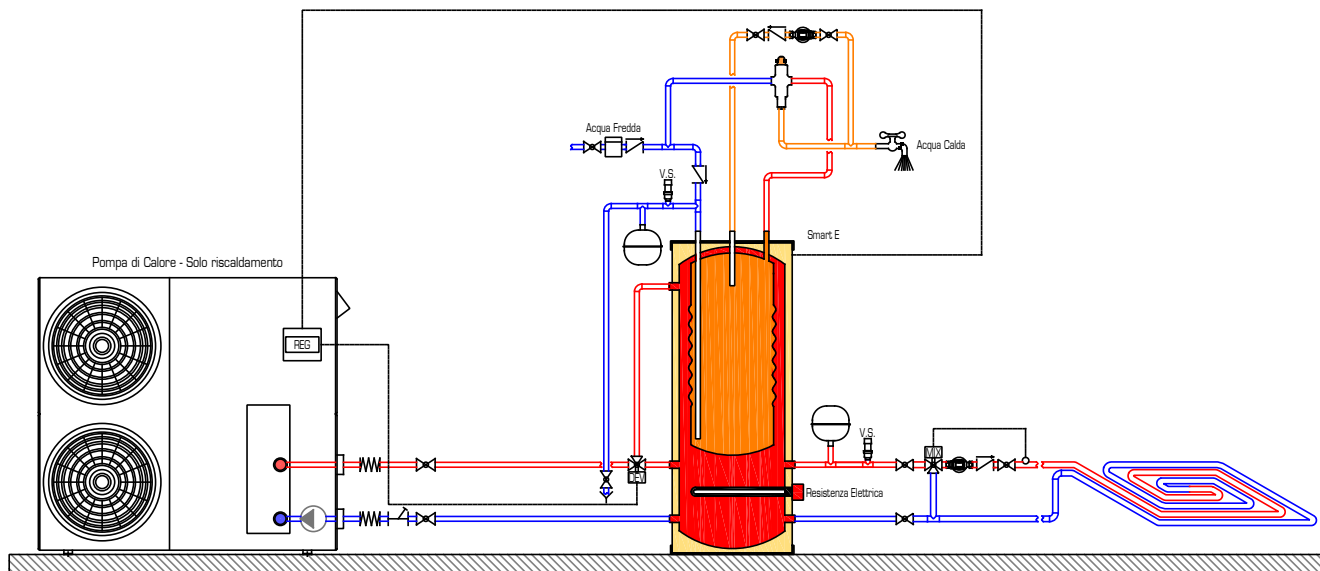 Acqua Fredda
V.S.
Acqua Calda
Smart E
Pompa di Calore - Solo riscaldamento
REG
V.S.
MIX
DEV
Resistenza Elettrica